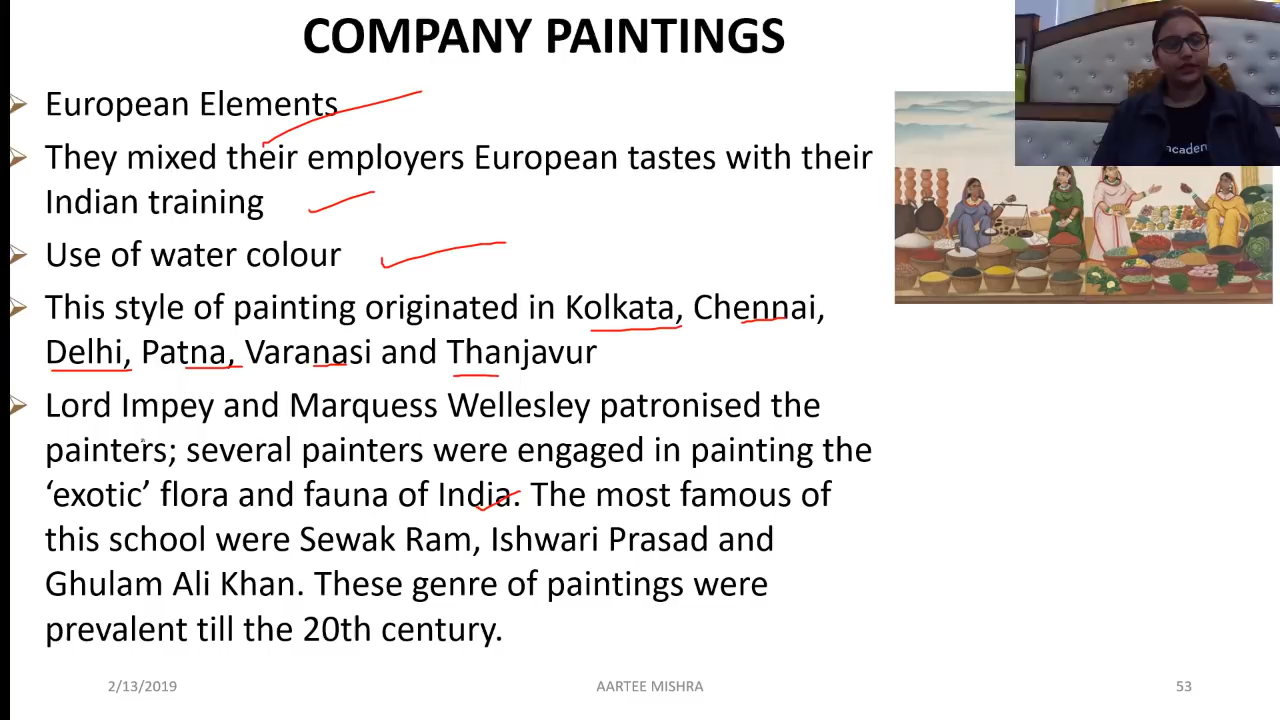 COMPANY PAINTINGS
European Elements
They mixed their employers European tastes with their
Indian training
Use of water colour
This style of painting originated in Kolkata, Chennai,
Delhi, Patna, Varanasi and Thanjavur
Lord Impey and Marquess Wellesley patronised the
painters; several painters were engaged in painting the
‘exotic’ flora and fauna of India. The most famous of
this school were Sewak Ram, Ishwari Prasad and
Ghulam Ali Khan. These genre of paintings were
prevalent till the 20th century.
2/13/2019
AARTEE MISHRA
53
academ